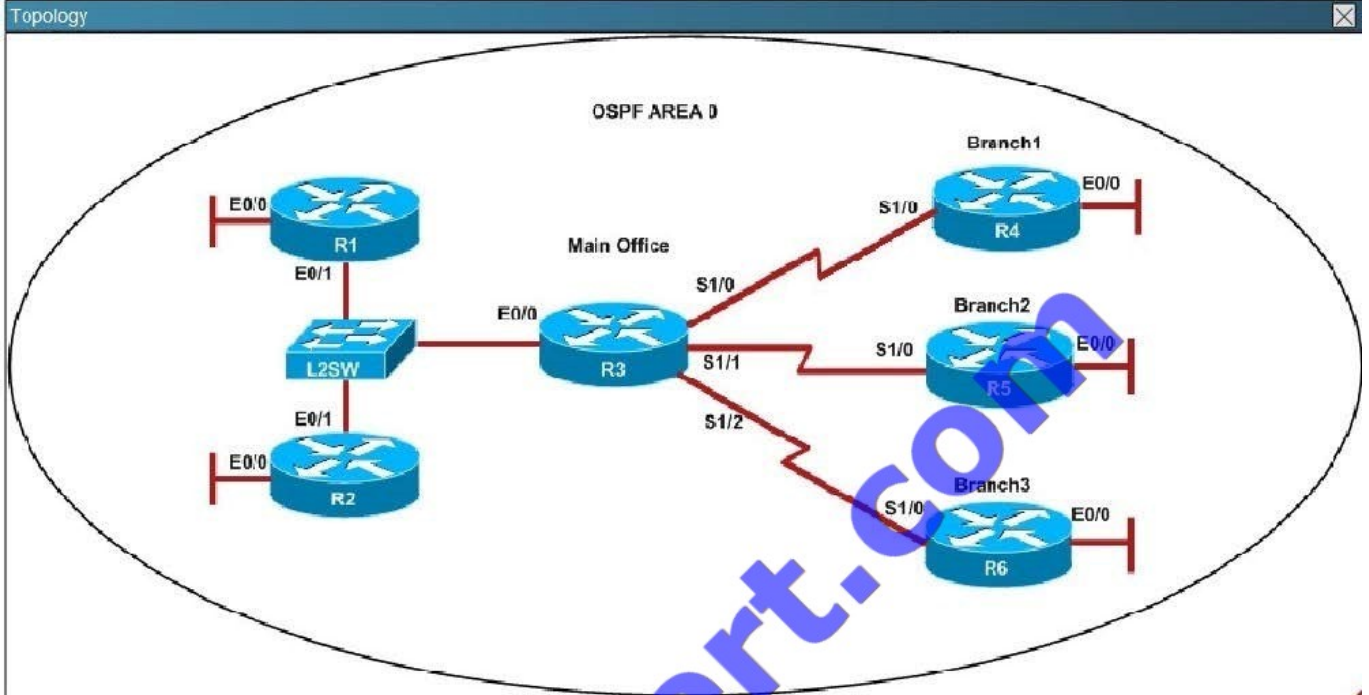 Topology
OSPF AREA 0
Branch1
E0/0
E0/0
S1/0
R4
R1
Main Office
E0/1
S1/0
E0/0
Branch2
S1/0
E0/0
L2SW
R3
S1/1
R5
E0/1
S1/2
E0/0
Branch3
R2
S1/0
E0/0
R6
rt.com